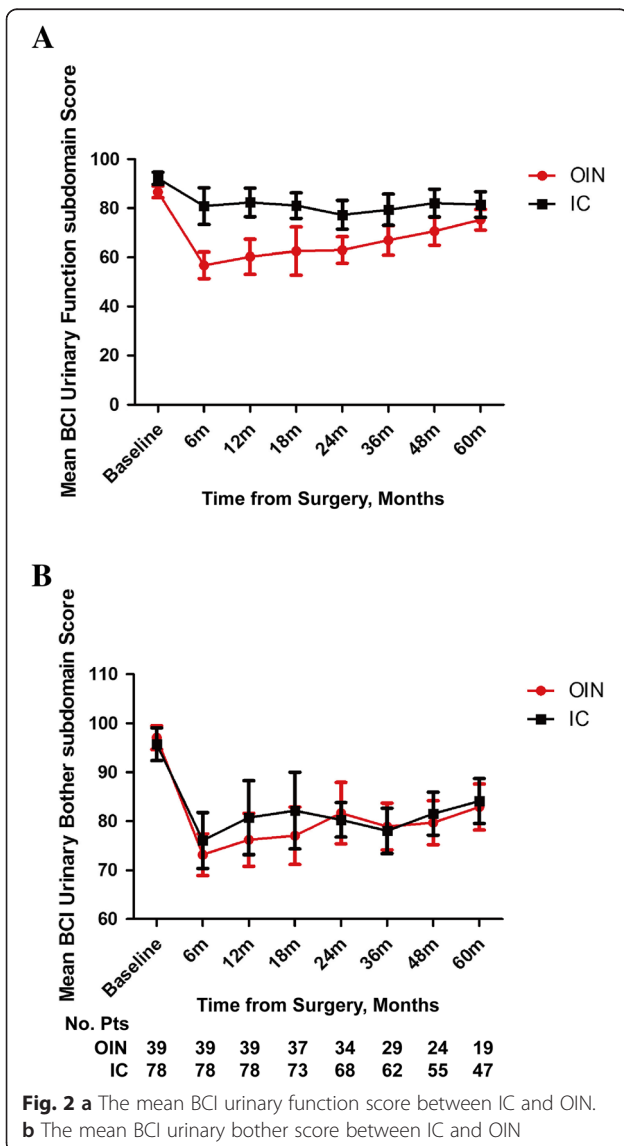 A
Mean BCI Urinary Function subdomain Score
100
80
60
40
20
0
Baseline
6m
12m
18m
24m
36m
48m
60m
Time from Surgery, Months
OIN
IC
B
Mean BCI Urinary Bother subdomain Score
110
100
90
80
70
60
Baseline
6m
12m
18m
24m
36m
48m
60m
Time from Surgery, Months
OIN
IC
No. Pts
OIN 39 39 39 37 34 29 24 19
IC 78 78 78 73 68 62 55 47
Fig. 2 a The mean BCI urinary function score between IC and OIN.
b The mean BCI urinary bother score between IC and OIN